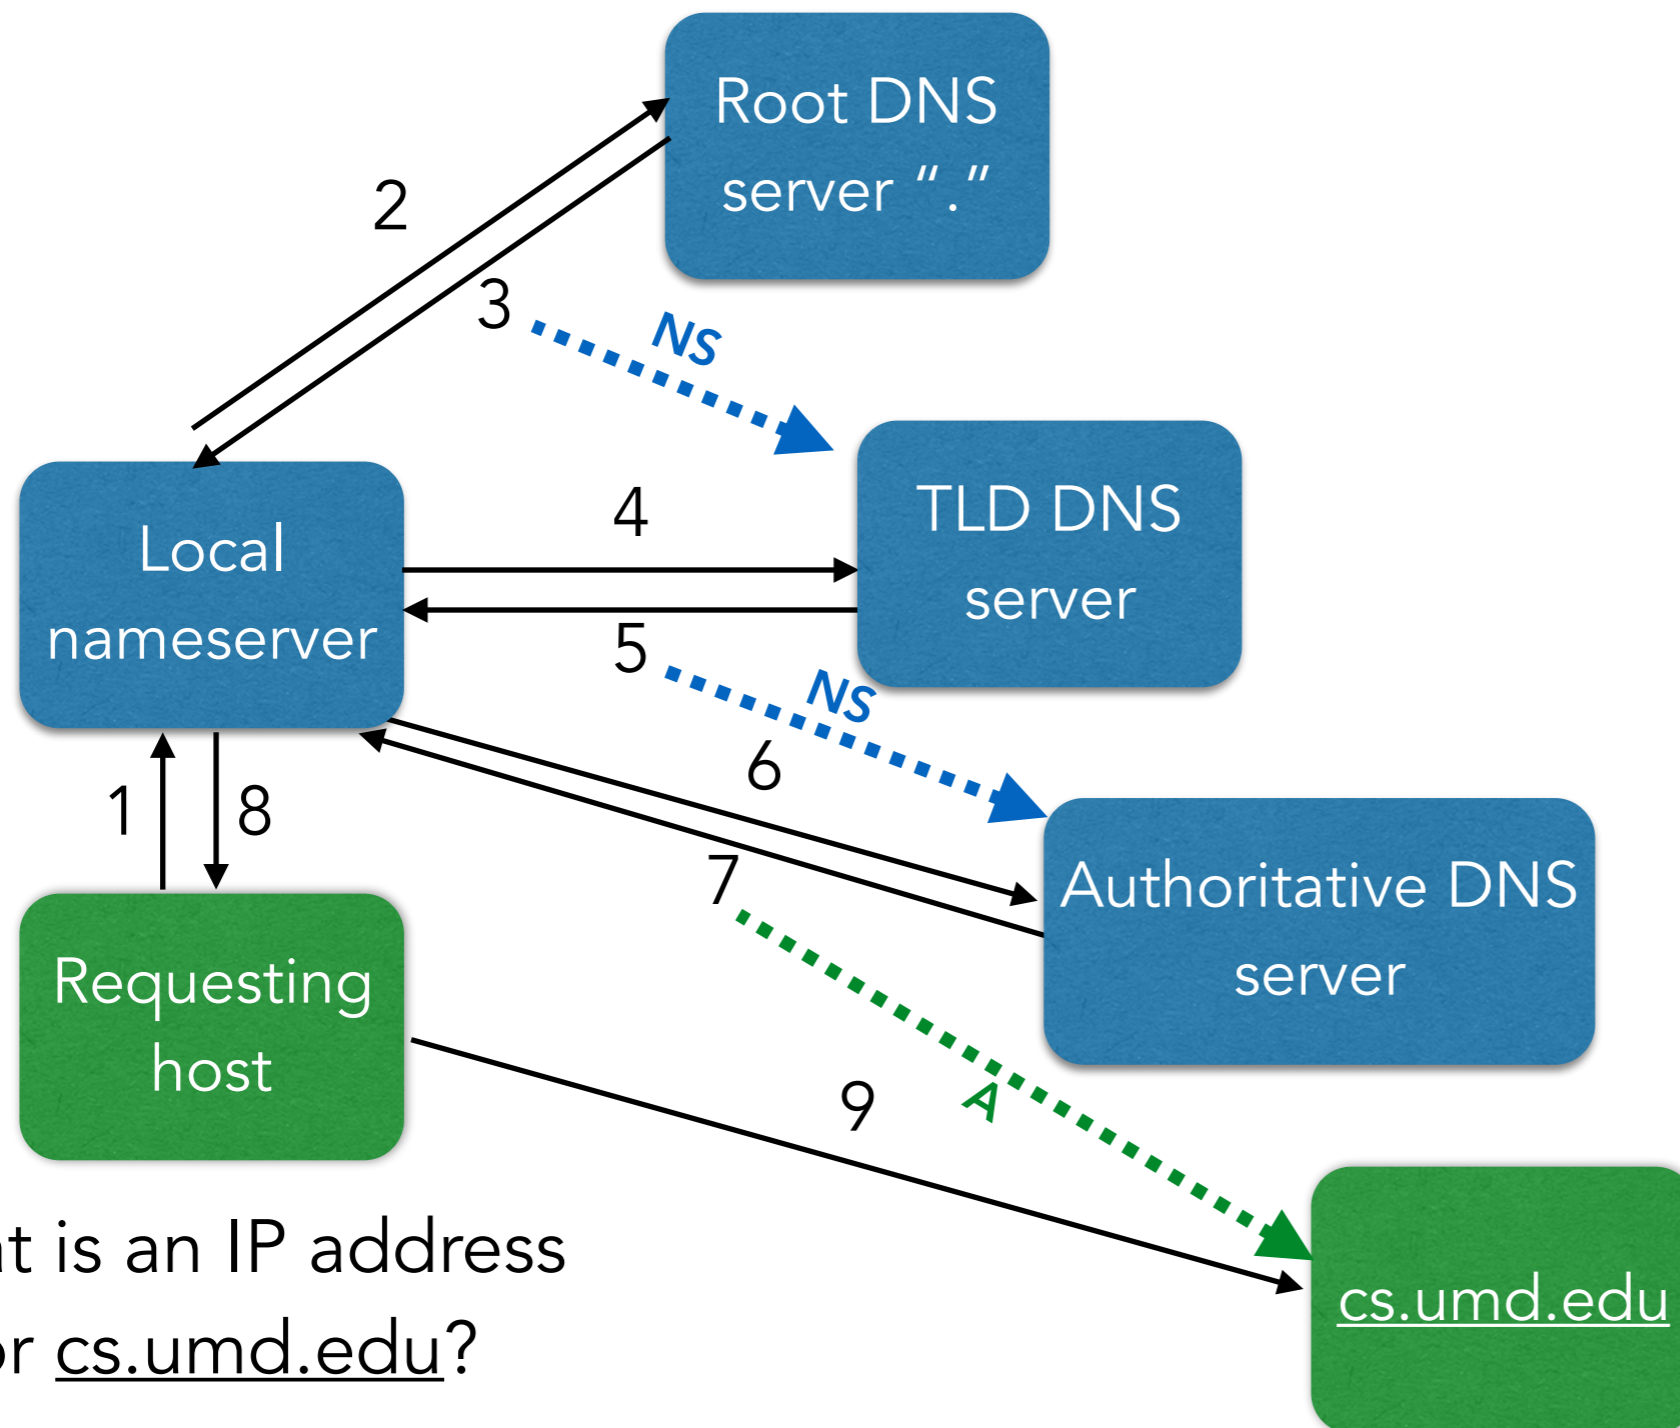 Root DNS
server “.”
2
3
NS
4
TLD DNS
server
Local
nameserver
5
NS
6
1
8
7
Authoritative DNS
server
Requesting
host
9
A
is an IP address
cs.umd.edu?
cs.umd.edu